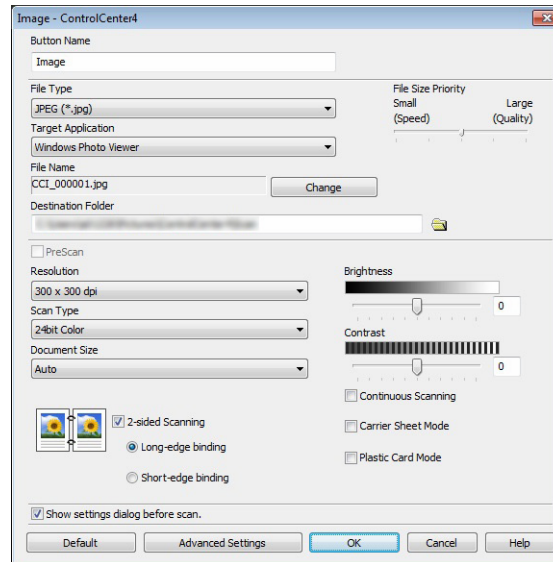 Image - ControlCenter4
Button Name
Image
File Type
JPEG (*.jpg)
File Size Priority
Small Large
(Speed) (Quality)
Target Application
Windows Photo Viewer
File Name
CCI_000001.jpg
Change
Destination Folder
PreScan
Resolution
300 x 300 dpi
Scan Type
24bit Color
Document Size
Auto
Brightness
0
Contrast
0
2-sided Scanning
Long-edge binding
Short-edge binding
Continuous Scanning
Carrier Sheet Mode
Plastic Card Mode
Show settings dialog before scan.
Default Advanced Settings OK Cancel Help